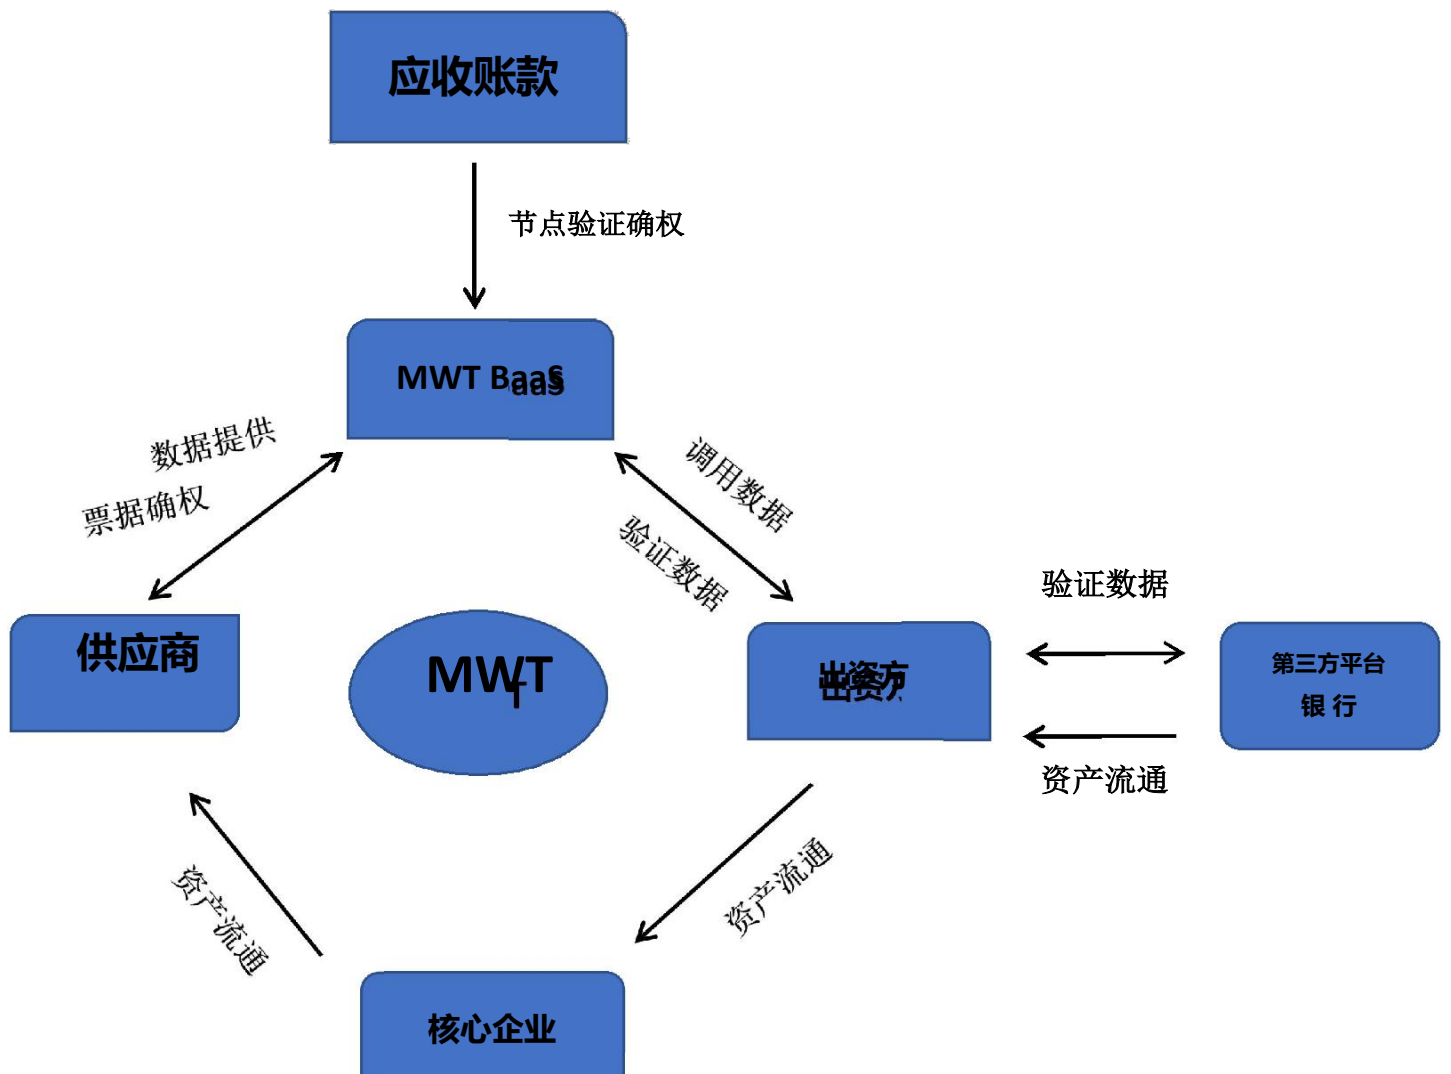 应收账款
节点验证确权
MWT BaaS
数据提供
票据确权
调用数据
验证数据
供应商
MWT
出资方
验证数据
第三方平台
银 行
资产流通
资产流通
资产流通
核心企业